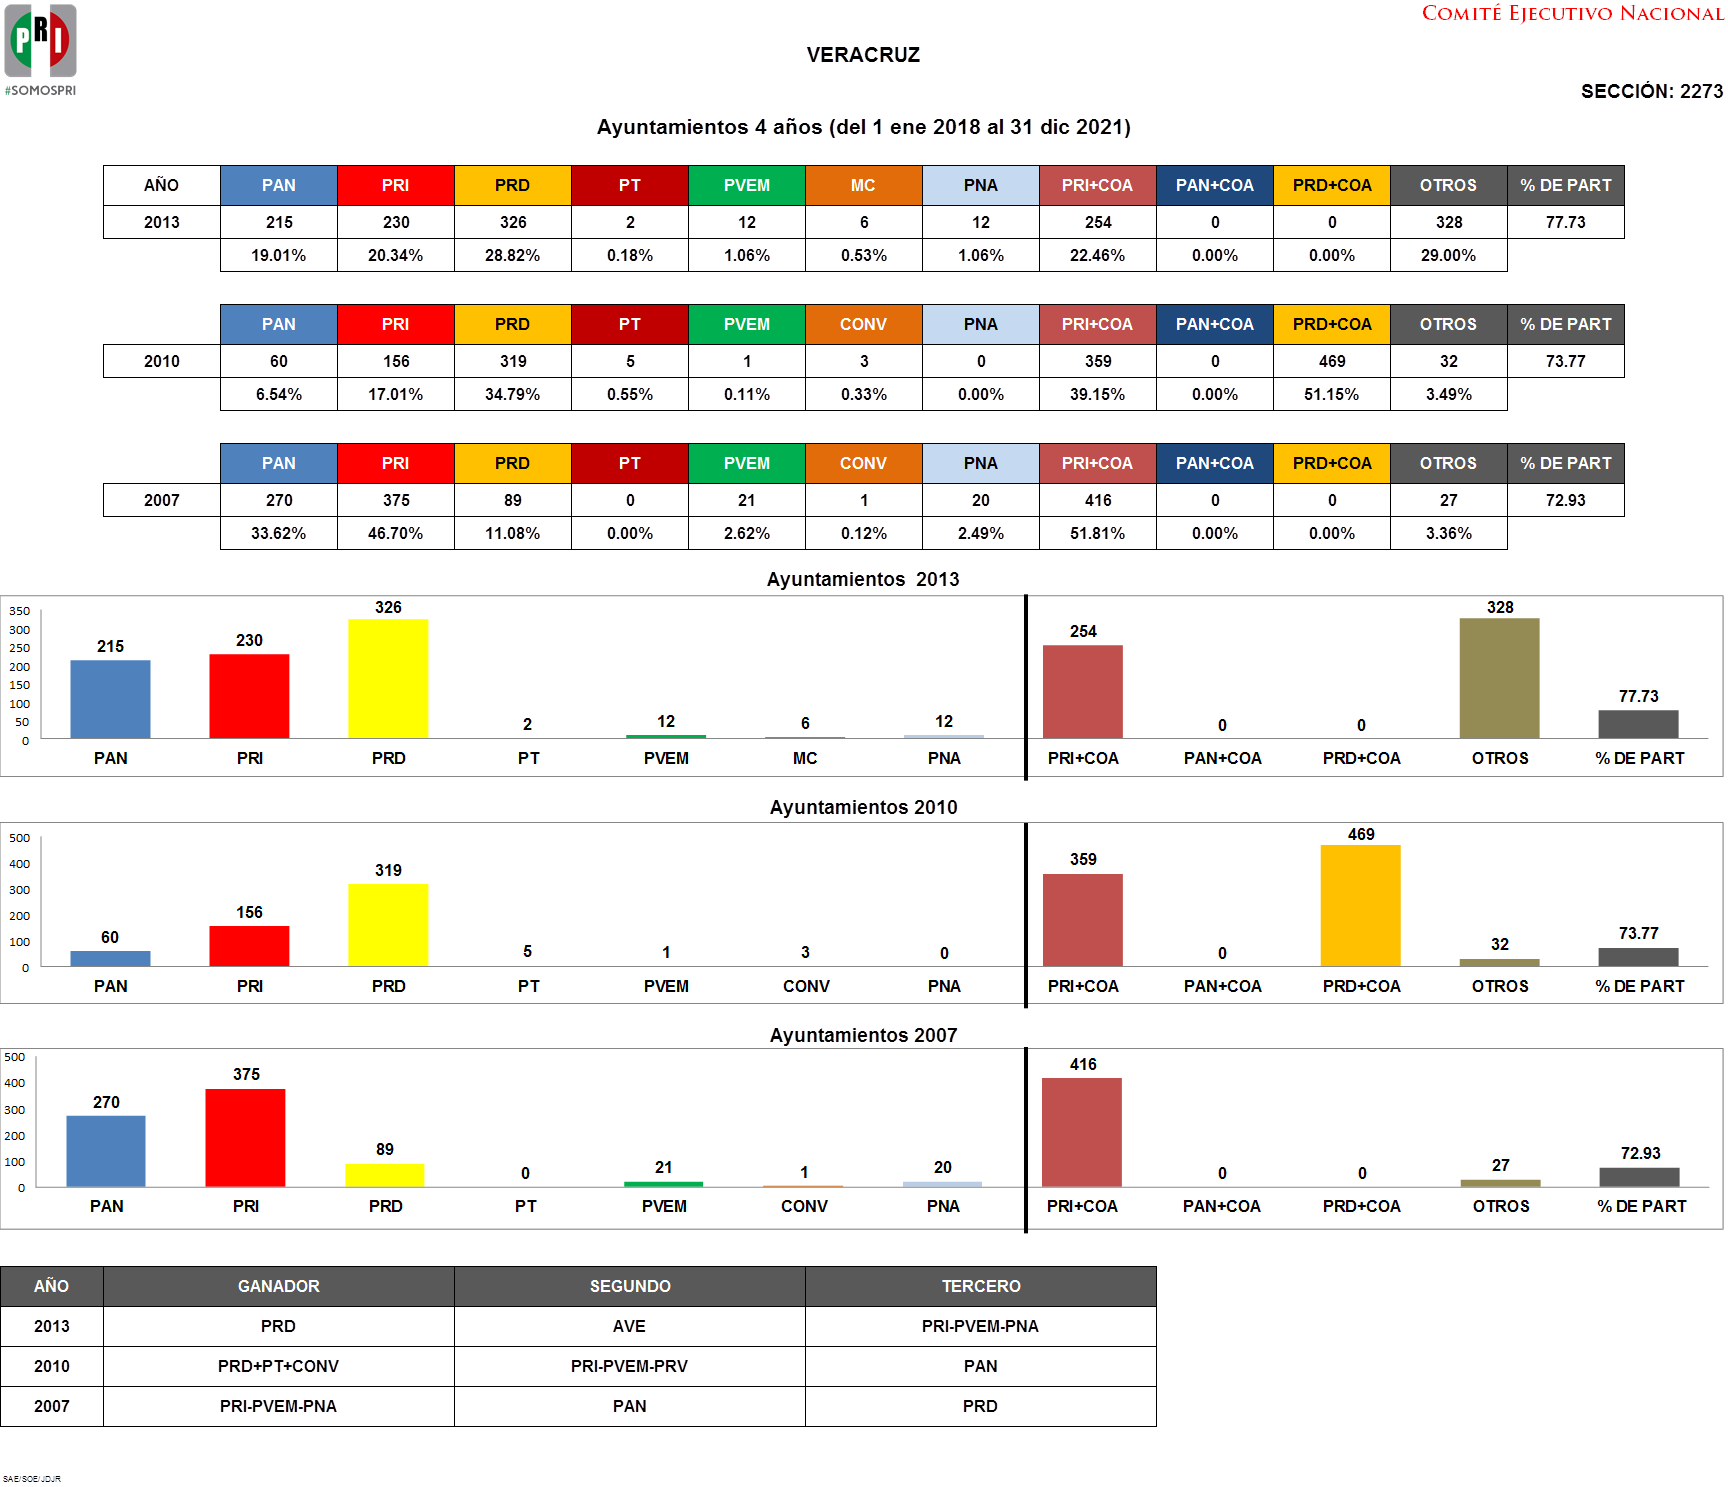 PRI
#SOMOSPRI
COMITÉ EJECUTIVO NACIONAL
VERACRUZ
SECCIÓN: 2273
Ayuntamientos 4 años (del 1 ene 2018 al 31 dic 2021)
AÑO PAN PRI PRD PT PVEM MC PNA PRI+COA PAN+COA PRD+COA OTROS % DE PART
2013 215 230 326 2 12 6 12 254 0 0 328 77.73
19.01% 20.34% 28.82% 0.18% 1.06% 0.53% 1.06% 22.46% 0.00% 0.00% 29.00%
PAN PRI PRD PT PVEM CONV PNA PRI+COA PAN+COA PRD+COA OTROS % DE PART
2010 60 156 319 5 1 3 0 359 0 469 32 73.77
6.54% 17.01% 34.79% 0.55% 0.11% 0.33% 0.00% 39.15% 0.00% 51.15% 3.49%
PAN PRI PRD PT PVEM CONV PNA PRI+COA PAN+COA PRD+COA OTROS % DE PART
2007 270 375 89 0 21 1 20 416 0 0 27 72.93
33.62% 46.70% 11.08% 0.00% 2.62% 0.12% 2.49% 51.81% 0.00% 0.00% 3.36%
Ayuntamientos 2013
350
300
250
200
150
100
50
0
215 230 326 2 12 6 12 254 0 0 328 77.73
PAN PRI PRD PT PVEM MC PNA PRI+COA PAN+COA PRD+COA OTROS % DE PART
Ayuntamientos 2010
500
400
300
200
100
0
60 156 319 5 1 3 0 359 0 469 32 73.77
PAN PRI PRD PT PVEM CONV PNA PRI+COA PAN+COA PRD+COA OTROS % DE PART
Ayuntamientos 2007
500
400
300
200
100
0
270 375 89 0 21 1 20 416 0 0 27 72.93
PAN PRI PRD PT PVEM CONV PNA PRI+COA PAN+COA PRD+COA OTROS % DE PART
AÑO GANADOR SEGUNDO TERCERO
2013 PRD AVE PRI-PVEM-PNA
2010 PRD+PT+CONV PRI-PVEM-PRV PAN
2007 PRI-PVEM-PNA PAN PRD
SAE/SOE/JDJR